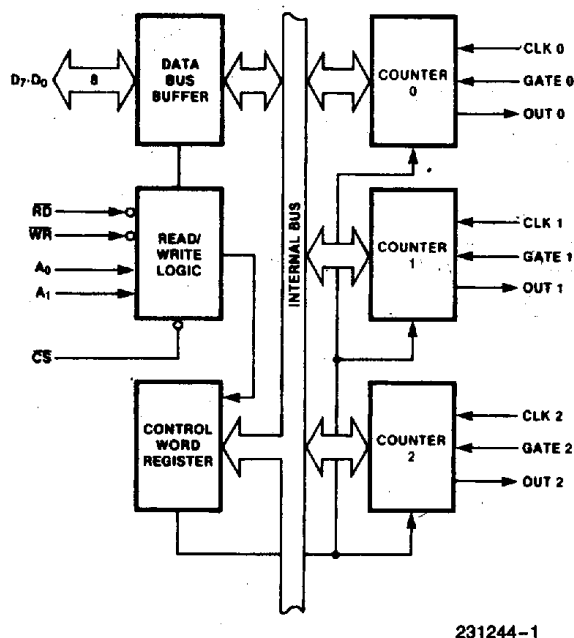 D7-D0
8
DATA
BUS
BUFFER
RD
WR
A0
A1
CS
READ/
WRITE
LOGIC
CONTROL
WORD
REGISTER
INTERNAL BUS
COUNTER
0
CLK 0
GATE 0
OUT 0
COUNTER
1
CLK 1
GATE 1
OUT 1
COUNTER
2
CLK 2
GATE 2
OUT 2
231244-1